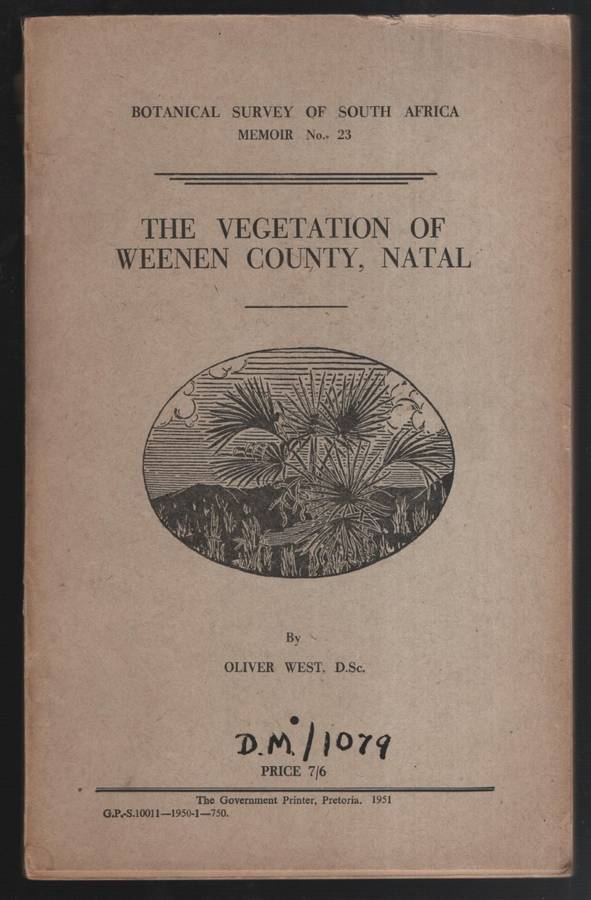 BOTANICAL SURVEY OF SOUTH AFRICA
MEMOIR No. 23
THE VEGETATION OF
WEENEN COUNTY, NATAL
By
OLIVER WEST, D.Sc.
D.M./1079
PRICE 7/6
The Government Printer, Pretoria. 1951
G.P.-S.10011—1950-1—750.